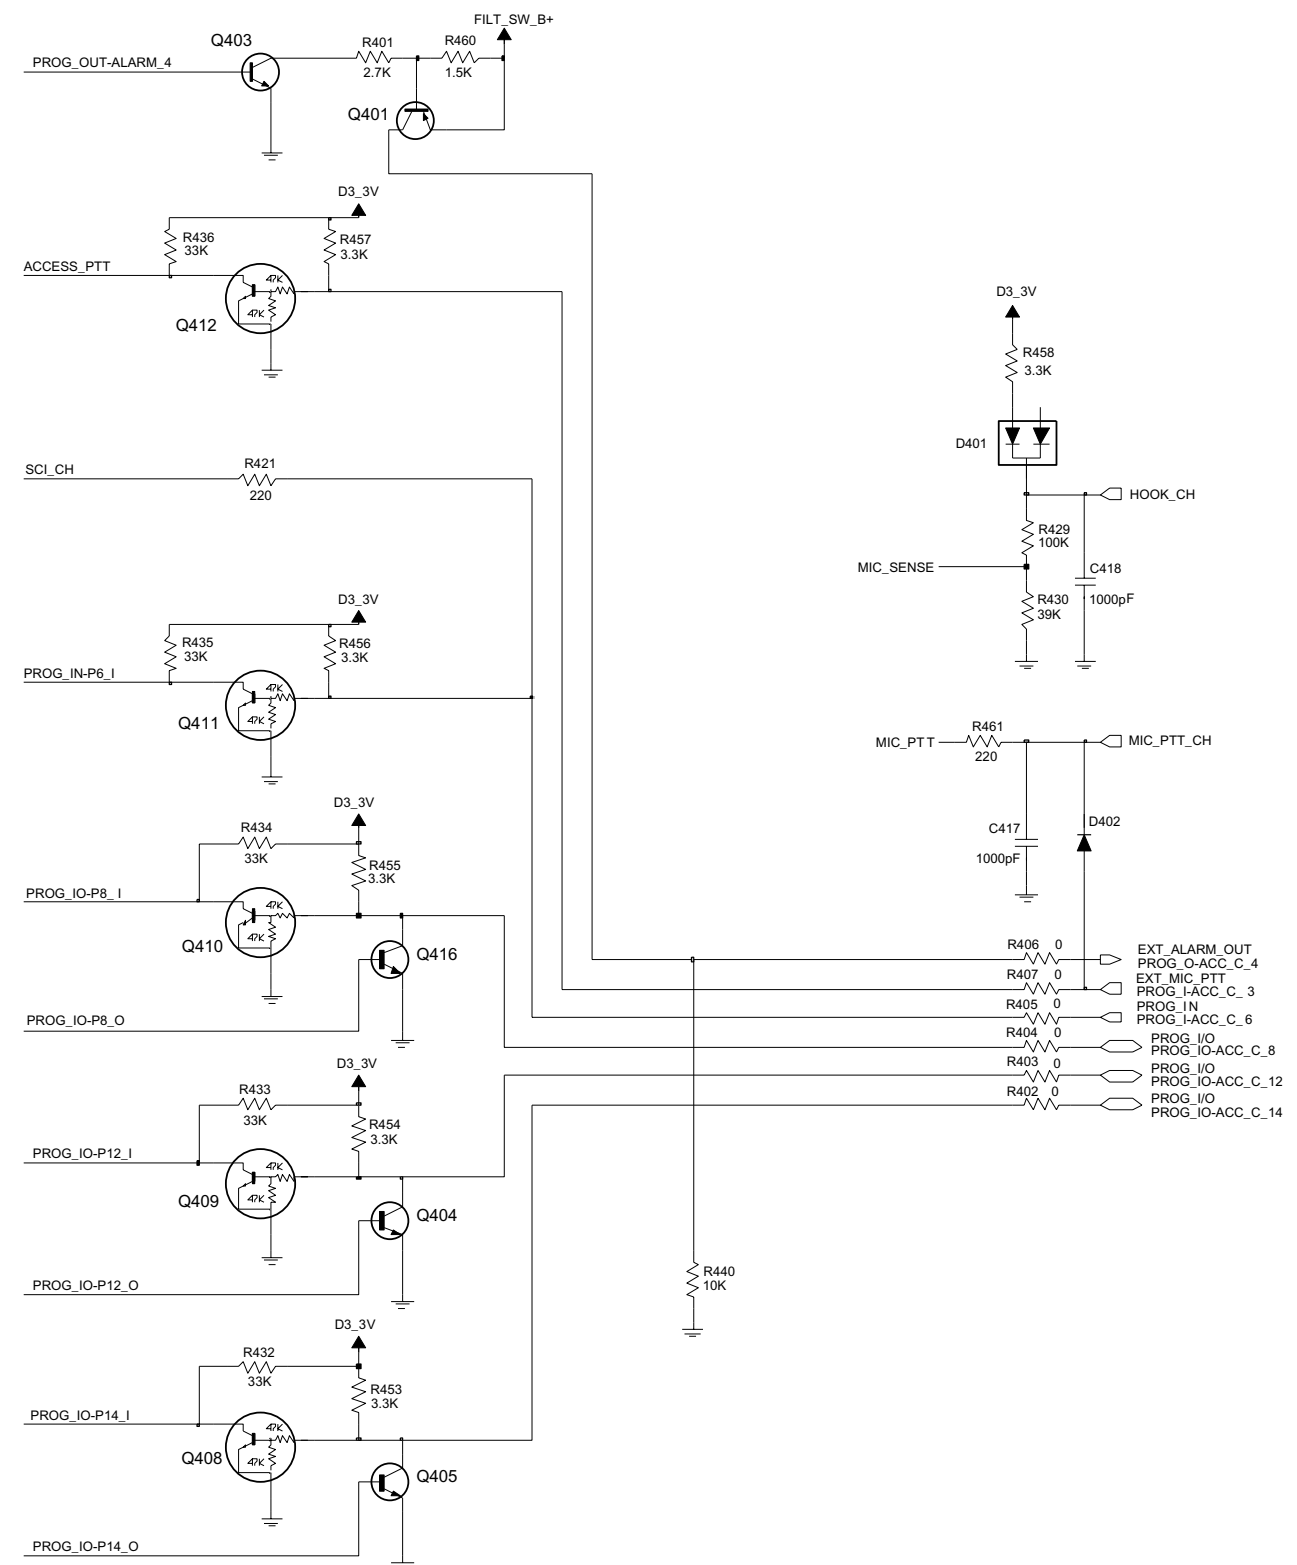 FILT_SW_B+
Q403
R401
R460
PROG_OUT-ALARM_4
2.7K
1.5K
Q401
D3_3V
R436
33K
R457
3.3K
ACCESS_PTT
47K
47K
Q412
D3_3V
R458
3.3K
D401
SCI_CH
R421
220
HOOK_CH
R429
100K
MIC_SENSE
C418
1000pF
R430
39K
D3_3V
R435
33K
R456
3.3K
PROG_IN-P6_I
47K
47K
Q411
R461
MIC_PTT
220
MIC_PTT_CH
D3_3V
R434
33K
R455
3.3K
C417
1000pF
D402
PROG_IO-P8_ I
47K
47K
Q410
Q416
R406 0
EXT_ALARM_OUT
PROG_O-ACC_C_4
R407 0
EXT_MIC_PTT
PROG_I-ACC_C_ 3
R405 0
PROG_IN
PROG_I-ACC_C_6
PROG_IO-P8_O
R404 0
PROG_I/O
PROG_IO-ACC_C_8
R403 0
PROG_I/O
PROG_IO-ACC_C_12
R402 0
PROG_I/O
PROG_IO-ACC_C_14
D3_3V
R433
33K
R454
3.3K
PROG_IO-P12_I
47K
47K
Q409
Q404
PROG_IO-P12_O
R440
10K
D3_3V
R432
33K
R453
3.3K
PROG_IO-P14_I
47K
47K
Q408
Q405
PROG_IO-P14_O